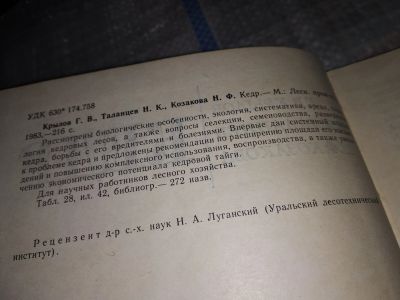 УДК 630* 174.758
Крылов Г. В., Таланцев Н. К., Козакова Н. Ф. Кедр.— М.: Лесн.
1983.—216 с.
Рассмотрены биологические особенности, экология, систематика,
логия кедровых лесов, а также вопросы селекции, семеноводства,
кедра, борьбы с его вредителями и болезнями. Впервые дан системный
к проблеме кедра и предложены рекомендации по расширению площади его
дений и повышению комплексного использования, воспроизводства, а также
чению экономического потенциала кедровой тайги.
Для научных работников лесного хозяйства.
Табл. 28, ил. 42, библиогр.— 272 назв.
Рецензент д-р с.-х. наук Н. А. Луганский (Уральский лесотехнический
институт).